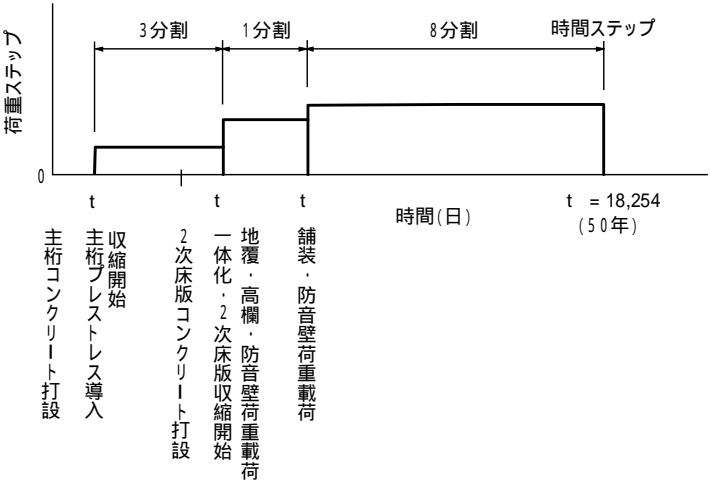 3分割
1分割
8分割
時間ステップ
荷重ステップ
0
t
t
t
t = 18,254
(50年)
時間(日)
主桁コンクリート打設
主桁プレストレス導入
収縮開始
2次床版コンクリート打設
一体化・2次床版収縮開始
地覆・高欄・防音壁荷重載荷
舗装・防音壁荷重載荷